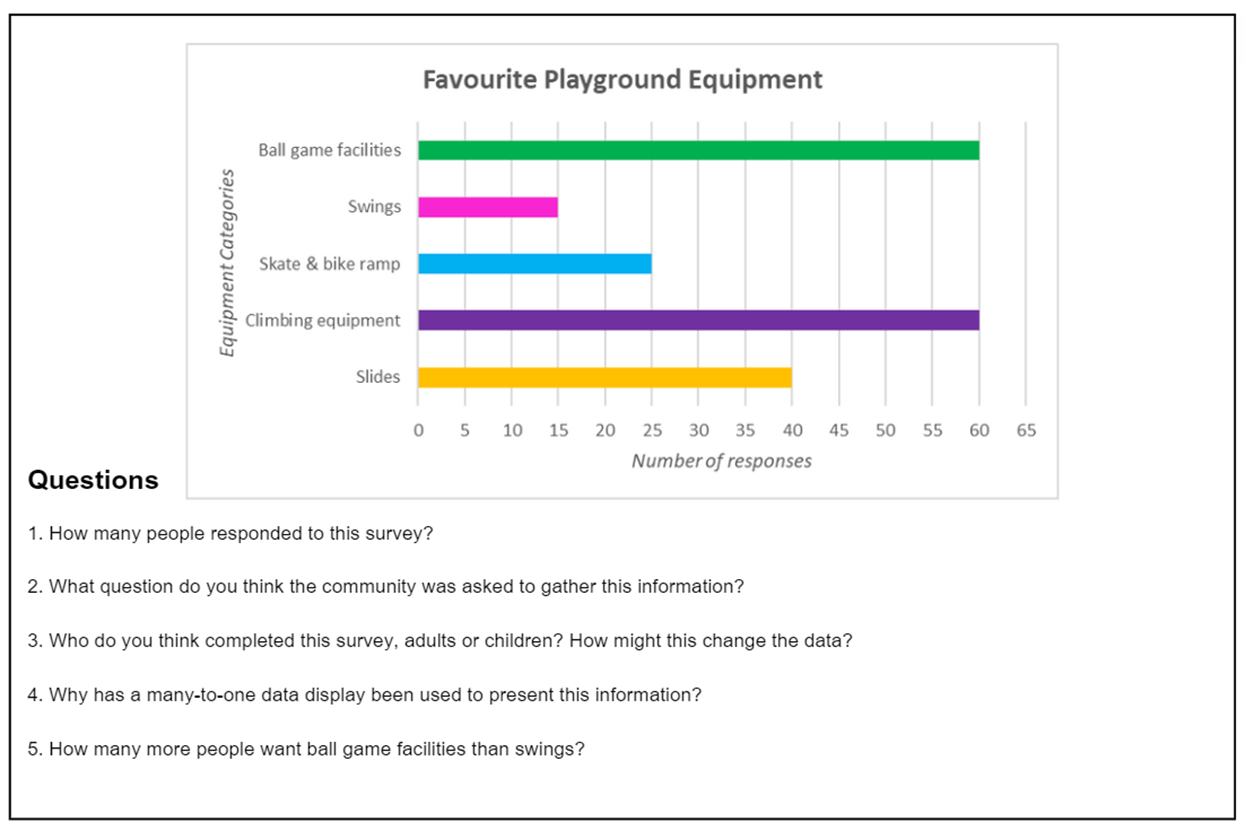 Favourite Playground Equipment
Equipment Categories
Ball game facilities
Swings
Skate & bike ramp
Climbing equipment
Slides
0 5 10 15 20 25 30 35 40 45 50 55 60 65
Number of responses
Questions
1. How many people responded to this survey?
2. What question do you think the community was asked to gather this information?
3. Who do you think completed this survey, adults or children? How might this change the data?
4. Why has a many-to-one data display been used to present this information?
5. How many more people want ball game facilities than swings?